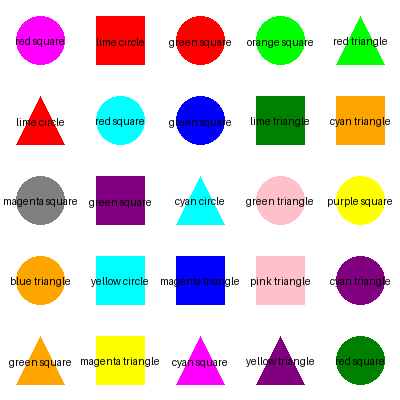 red square
lime circle
green square
orange square
red triangle
lime circle
red square
green square
lime triangle
cyan triangle
magenta square
green square
cyan circle
green triangle
purple square
blue triangle
yellow circle
magenta triangle
pink triangle
cyan triangle
green square
magenta triangle
cyan square
yellow triangle
red square